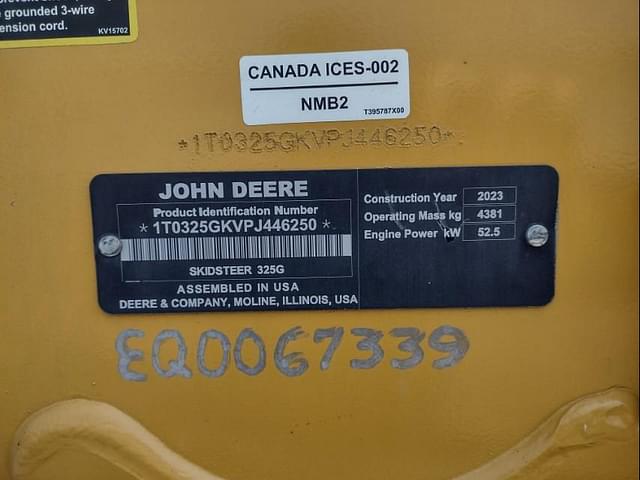 e grounded 3-wire
ension cord.
KV15702
CANADA ICES-002
NMB2
T395787X00
*1T0325GKVPJ446250*
JOHN DEERE
Product Identification Number
*1T0325GKVPJ446250*
SKIDSTEER 325G
ASSEMBLED IN USA
DEERE & COMPANY, MOLINE, ILLINOIS, USA
Construction Year 2023
Operating Mass kg 4381
Engine Power kW 52.5
EQ0067339